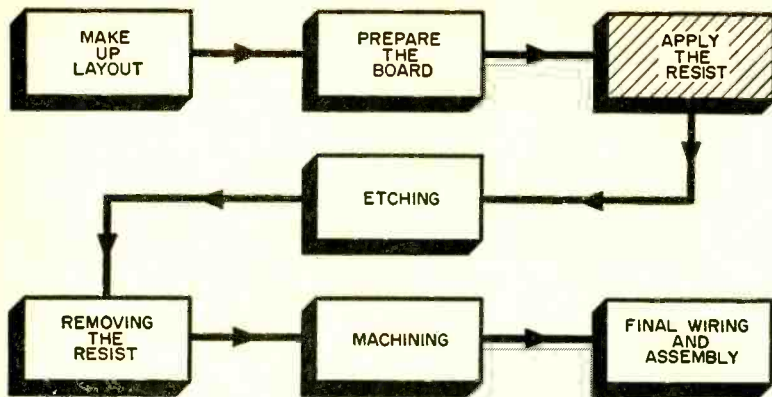 MAKE
UP
LAYOUT
PREPARE
THE
BOARD
APPLY
THE
RESIST
ETCHING
REMOVING
THE
RESIST
MACHINING
FINAL WIRING
AND
ASSEMBLY